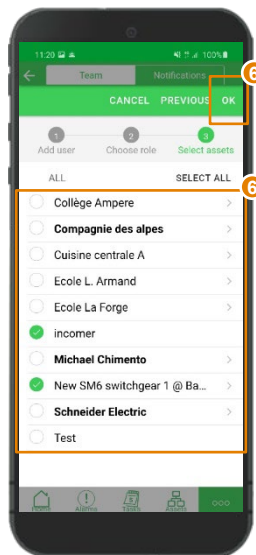 11:20 100%
Team Notifications
6
CANCEL PREVIOUS OK
1 2 3
Add user Choose role Select assets
ALL SELECT ALL
6
Collège Ampere
Compagnie des alpes
Cuisine centrale A
Ecole L. Armand
Ecole La Forge
incomer
Michael Chimento
New SM6 switchgear 1 @ Ba...
Schneider Electric
Test
Alarms Tasks Assets